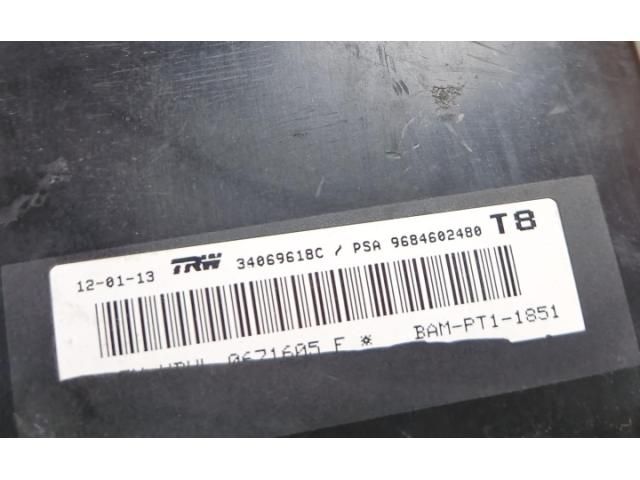 12-01-13 TRW 34069618C / PSA 9684602480 T8
0671605 F * BAM-PT1-1851